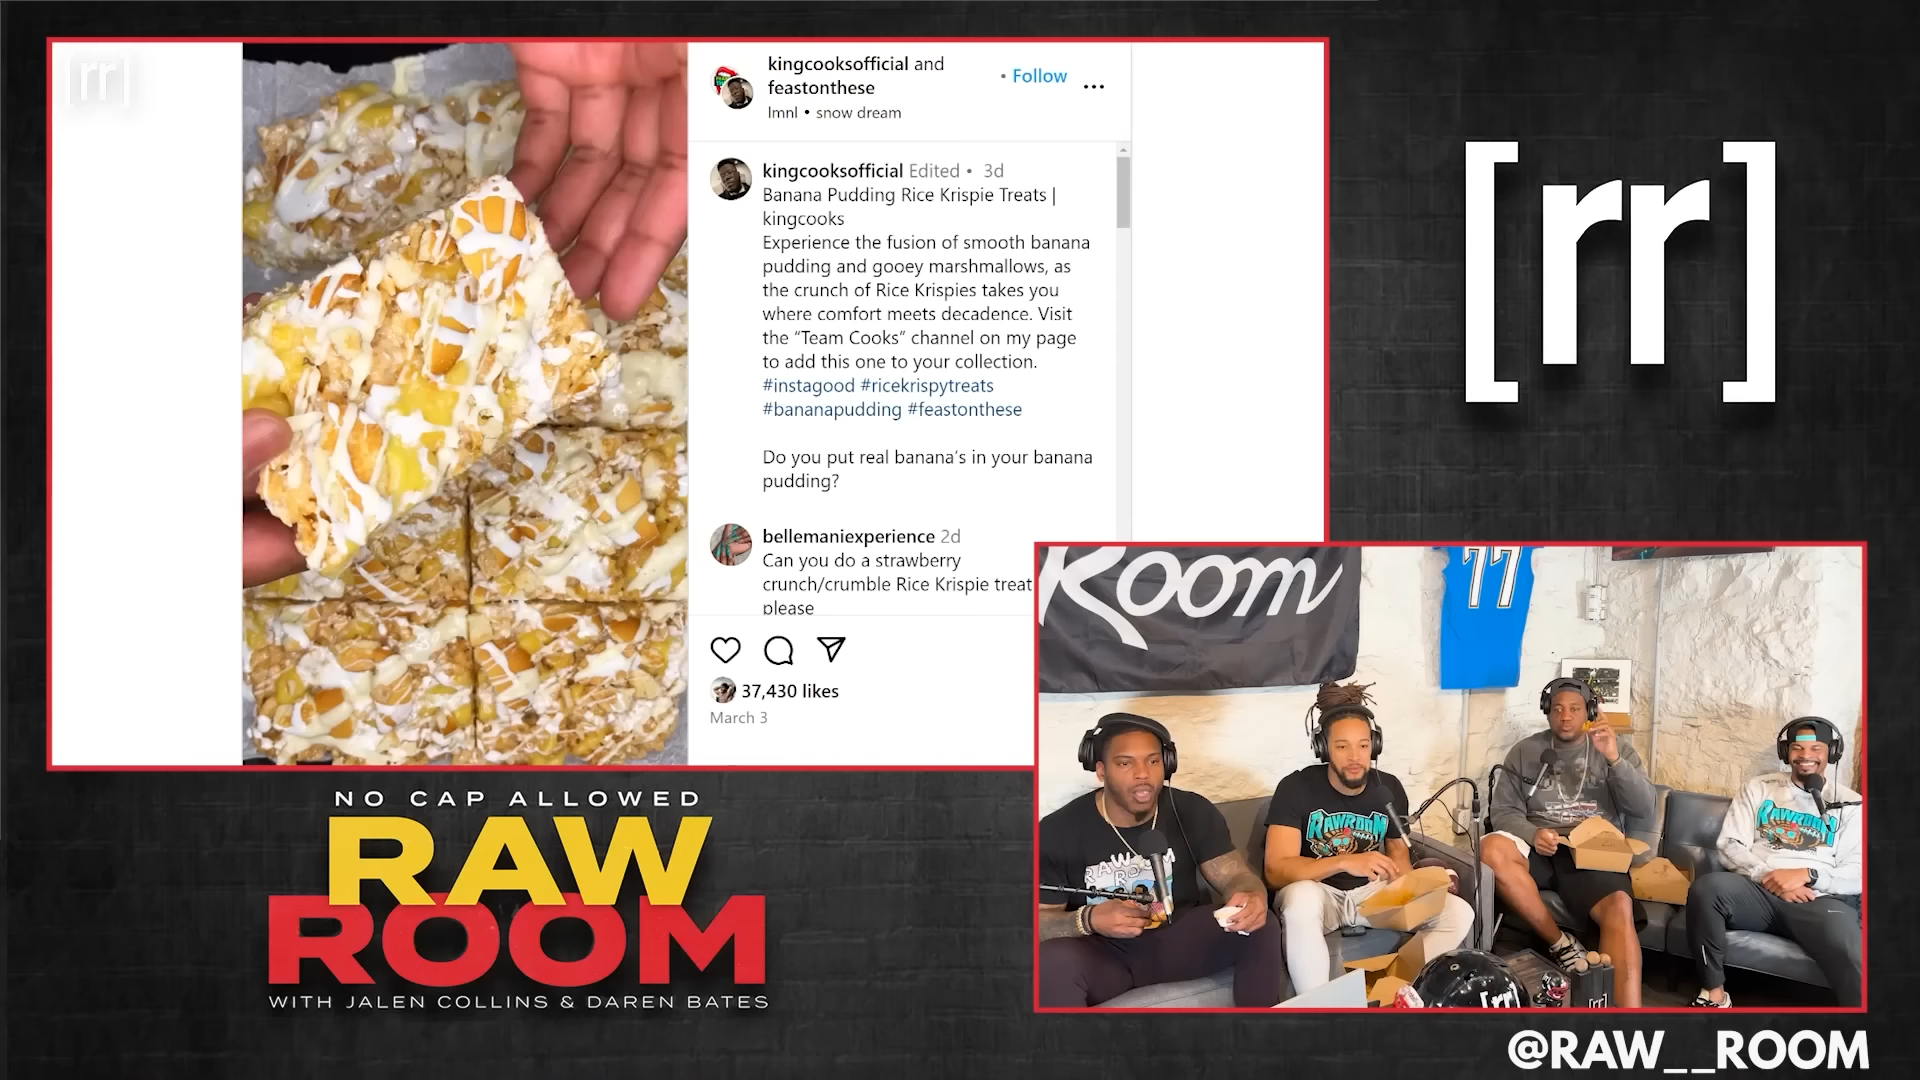 [rr]
kingcooksofficial and
feastonthese
• Follow
lmnl • snow dream
kingcooksofficial Edited • 3d
Banana Pudding Rice Krispie Treats |
kingcooks
Experience the fusion of smooth banana
pudding and gooey marshmallows, as
the crunch of Rice Krispies takes you
where comfort meets decadence. Visit
the “Team Cooks” channel on my page
to add this one to your collection.
#instagood #ricekrispytreats
#bananapudding #feastonthese
Do you put real banana’s in your banana
pudding?
bellemaniexperience 2d
Can you do a strawberry
crunch/crumble Rice Krispie treat
please
37,430 likes
March 3
[rr]
Room
77
RAWROOM
RAWROOM
[rr]
[rr]
NO CAP ALLOWED
RAW
ROOM
WITH JALEN COLLINS & DAREN BATES
@RAW__ROOM